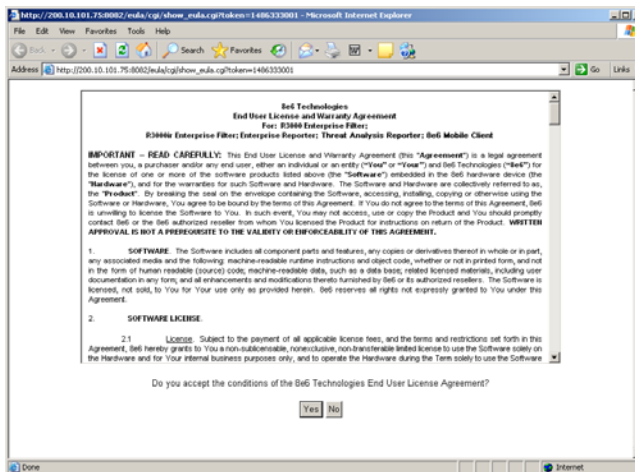 http://200.10.101.75:8082/eula/cgi/show_eula.cgi?token=1486333001 - Microsoft Internet Explorer
File Edit View Favorites Tools Help
Back Search Favorites
Address http://200.10.101.75:8082/eula/cgi/show_eula.cgi?token=1486333001 Go Links
8e6 Technologies
End User License and Warranty Agreement
For: R3000 Enterprise Filter;
R3000ir Enterprise Filter; Enterprise Reporter; Threat Analysis Reporter; 8e6 Mobile Client
IMPORTANT – READ CAREFULLY: This End User License and Warranty Agreement (this "Agreement") is a legal agreement
between you, a purchaser and/or any end user, either an individual or an entity ("You" or "Your") and 8e6 Technologies ("8e6") for
the license of one or more of the software products listed above (the "Software") embedded in the 8e6 hardware device (the
"Hardware"), and for the warranties for such Software and Hardware. The Software and Hardware are collectively referred to as,
the "Product". By breaking the seal on the envelope containing the Software, accessing, installing, copying or otherwise using the
Software or Hardware, You agree to be bound by the terms of this Agreement. If You do not agree to the terms of this Agreement, 8e6
is unwilling to license the Software to You. In such event, You may not access, use or copy the Product and You should promptly
contact 8e6 or the 8e6 authorized reseller from whom You licensed the Product for instructions on return of the Product. WRITTEN
APPROVAL IS NOT A PREREQUISITE TO THE VALIDITY OR ENFORCEABILITY OF THIS AGREEMENT.
1. SOFTWARE. The Software includes all component parts and features, any copies or derivatives thereof in whole or in part,
any associated media and the following: machine-readable runtime instructions and object code, whether or not in printed form, and not
in the form of human readable (source) code; machine-readable data, such as a data base; related licensed materials, including user
documentation in any form; and all enhancements and modifications thereto furnished by 8e6 or its authorized resellers. The Software is
licensed, not sold, to You for Your use only as provided herein. 8e6 reserves all rights not expressly granted to You under this
Agreement.
2. SOFTWARE LICENSE.
2.1 License. Subject to the payment of all applicable license fees, and the terms and restrictions set forth in this
Agreement, 8e6 hereby grants to You a non-sublicensable, nonexclusive, non-transferable limited license to use the Software solely on
the Hardware and for Your internal business purposes only, and to operate the Hardware during the Term solely to use the Software
Do you accept the conditions of the 8e6 Technologies End User License Agreement?
Yes No
Done Internet